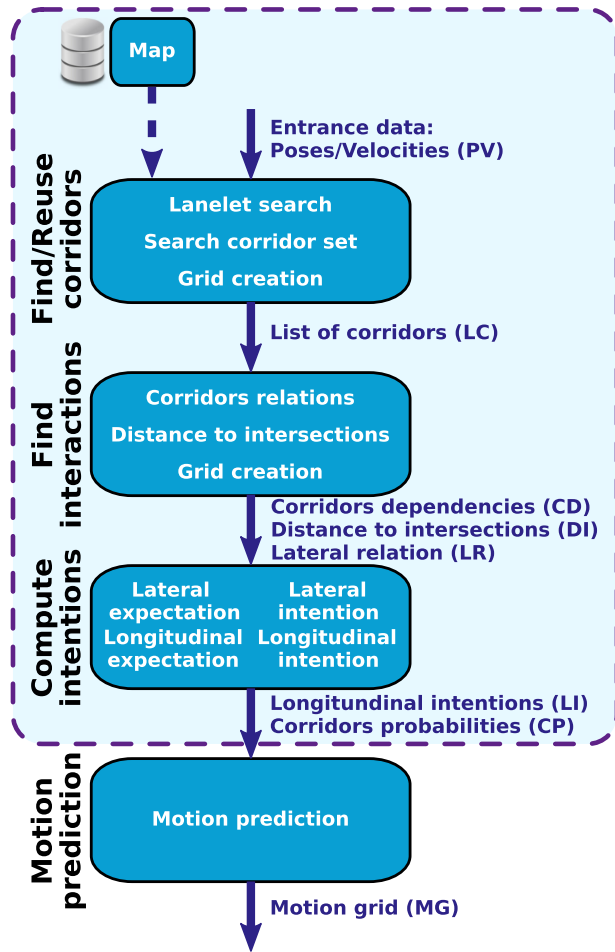 Map
Entrance data:
Poses/Velocities (PV)
Find/Reuse
corridors
Lanelet search
Search corridor set
Grid creation
List of corridors (LC)
Find
interactions
Corridors relations
Distance to intersections
Grid creation
Corridors dependencies (CD)
Distance to intersections (DI)
Lateral relation (LR)
Compute
intentions
Lateral
expectation
Longitudinal
expectation
Lateral
intention
Longitudinal
intention
Longitundinal intentions (LI)
Corridors probabilities (CP)
Motion
prediction
Motion prediction
Motion grid (MG)